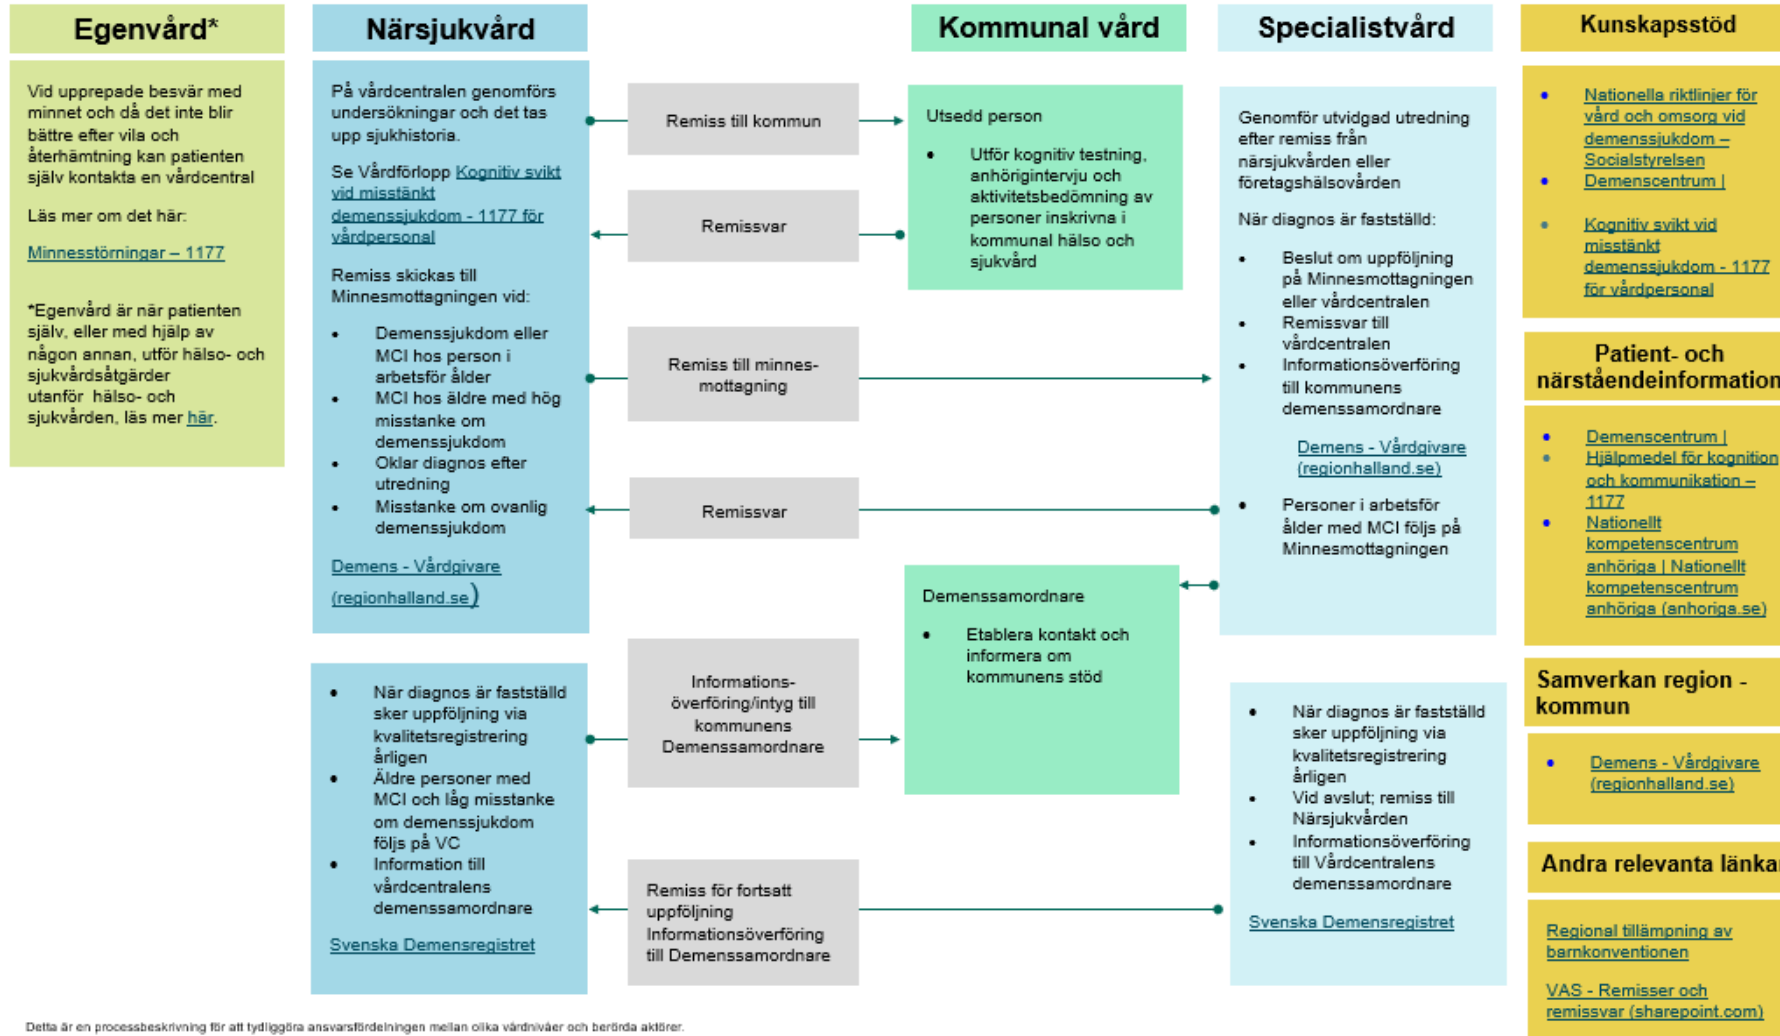 Egenvård*
Vid upprepade besvär med
minnet och då det inte blir
bättre efter vila och
återhämtning kan patienten
själv kontakta en vårdcentral
Läs mer om det här:
Minnesstörningar – 1177
*Egenvård är när patienten
själv, eller med hjälp av
någon annan, utför hälso- och
sjukvårdsåtgärder
utanför hälso- och
sjukvården, läs mer här.
Närsjukvård
På vårdcentralen genomförs
undersökningar och det tas
upp sjukhistoria.
Se Vårdförlopp Kognitiv svikt
vid misstänkt
demenssjukdom - 1177 för
vårdpersonal
Remiss skickas till
Minnesmottagningen vid:
• Demenssjukdom eller
MCI hos person i
arbetsför ålder
• MCI hos äldre med hög
misstanke om
demenssjukdom
• Oklar diagnos efter
utredning
• Misstanke om ovanlig
demenssjukdom
Demens - Vårdgivare
(regionhalland.se)
• När diagnos är fastställd
sker uppföljning via
kvalitetsregistrering
årligen
• Äldre personer med
MCI och låg misstanke
om demenssjukdom
följs på VC
• Information till
vårdcentralens
demenssamordnare
Svenska Demensregistret
Remiss till kommun
Remissvar
Remiss till minnes-
mottagning
Remissvar
Informations-
överföring/intyg till
kommunens
Demenssamordnare
Remiss för fortsatt
uppföljning
Informationsöverföring
till Demenssamordnare
Kommunal vård
Utsedd person
• Utför kognitiv testning,
anhörigintervju och
aktivitetsbedömning av
personer inskrivna i
kommunal hälso och
sjukvård
Demenssamordnare
• Etablera kontakt och
informera om
kommunens stöd
Specialistvård
Genomför utvidgad utredning
efter remiss från
närsjukvården eller
företagshälsovården
När diagnos är fastställd:
• Beslut om uppföljning
på Minnesmottagningen
eller vårdcentralen
• Remissvar till
vårdcentralen
• Informationsöverföring
till kommunens
demenssamordnare
Demens - Vårdgivare
(regionhalland.se)
• Personer i arbetsför
ålder med MCI följs på
Minnesmottagningen
• När diagnos är fastställd
sker uppföljning via
kvalitetsregistrering
årligen
• Vid avslut; remiss till
Närsjukvården
• Informationsöverföring
till Vårdcentralens
demenssamordnare
Svenska Demensregistret
Kunskapsstöd
• Nationella riktlinjer för
vård och omsorg vid
demenssjukdom –
Socialstyrelsen
• Demenscentrum |
• Kognitiv svikt vid
misstänkt
demenssjukdom - 1177
för vårdpersonal
Patient- och
närståendeinformation
• Demenscentrum |
• Hjälpmedel för kognition
och kommunikation –
1177
• Nationellt
kompetenscentrum
anhöriga | Nationellt
kompetenscentrum
anhöriga (anhoriga.se)
Samverkan region -
kommun
• Demens - Vårdgivare
(regionhalland.se)
Andra relevanta länkar
Regional tillämpning av
barnkonventionen
VAS - Remisser och
remissvar (sharepoint.com)
Detta är en processbeskrivning för att tydliggöra ansvarsfördelningen mellan olika vårdnivåer och berörda aktörer.